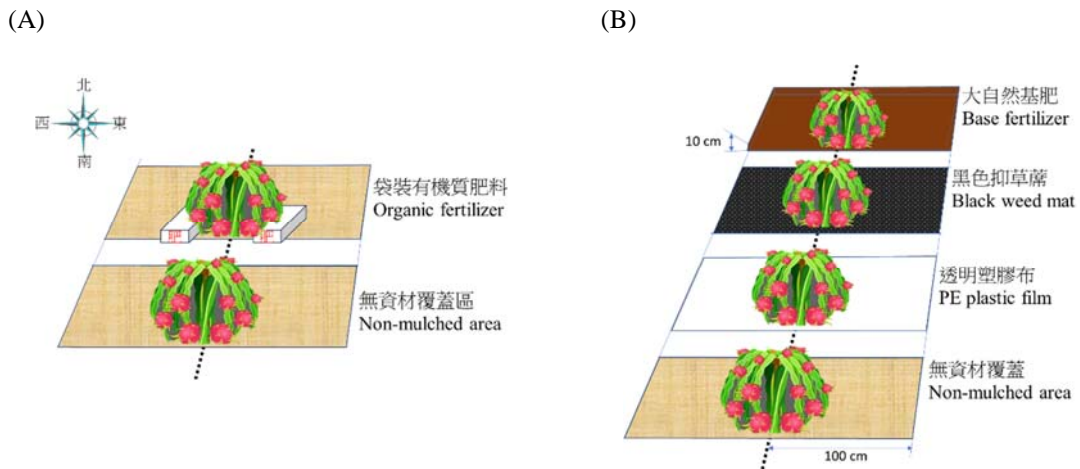 (A)
北
西
東
南
袋裝有機質肥料
Organic fertilizer
肥
肥
無資材覆蓋區
Non-mulched area
(B)
大自然基肥
Base fertilizer
10 cm
黑色抑草蓆
Black weed mat
透明塑膠布
PE plastic film
無資材覆蓋
Non-mulched area
100 cm